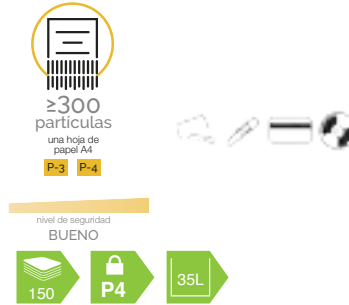 ≥300
partículas
una hoja de
papel A4
P-3 P-4
nivel de seguridad
BUENO
150 P4 35L